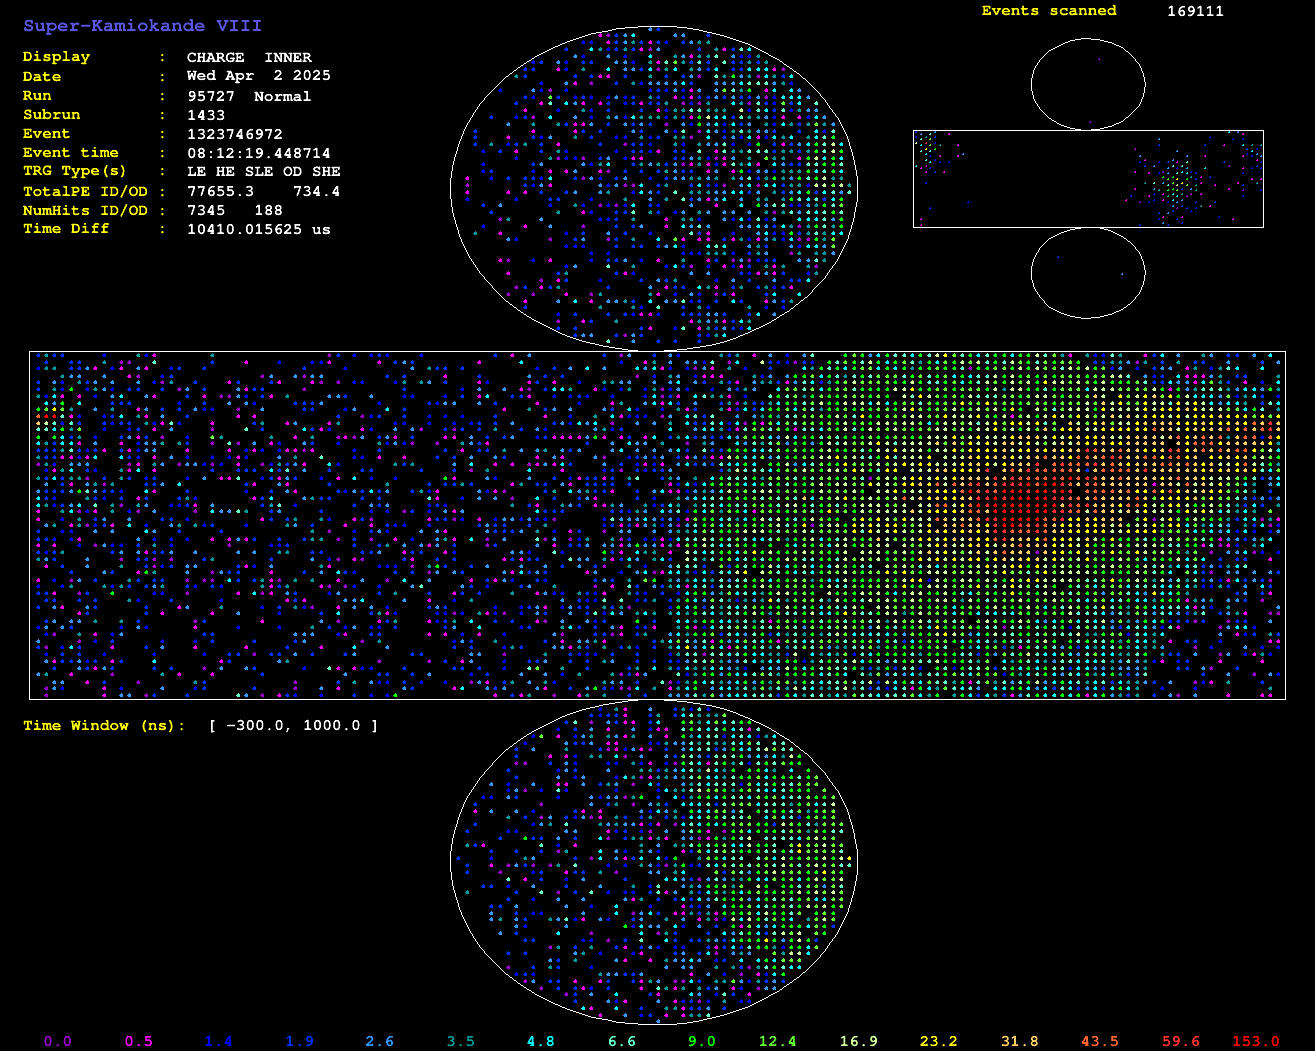 Super-Kamiokande VIII
Events scanned 169111
Display : CHARGE INNER
Date : Wed Apr 2 2025
Run : 95727 Normal
Subrun : 1433
Event : 1323746972
Event time : 08:12:19.448714
TRG Type(s) : LE HE SLE OD SHE
TotalPE ID/OD : 77655.3 734.4
NumHits ID/OD : 7345 188
Time Diff : 10410.015625 us
Time Window (ns): [ -300.0, 1000.0 ]
0.0 0.5 1.4 1.9 2.6 3.5 4.8 6.6 9.0 12.4 16.9 23.2 31.8 43.5 59.6 153.0